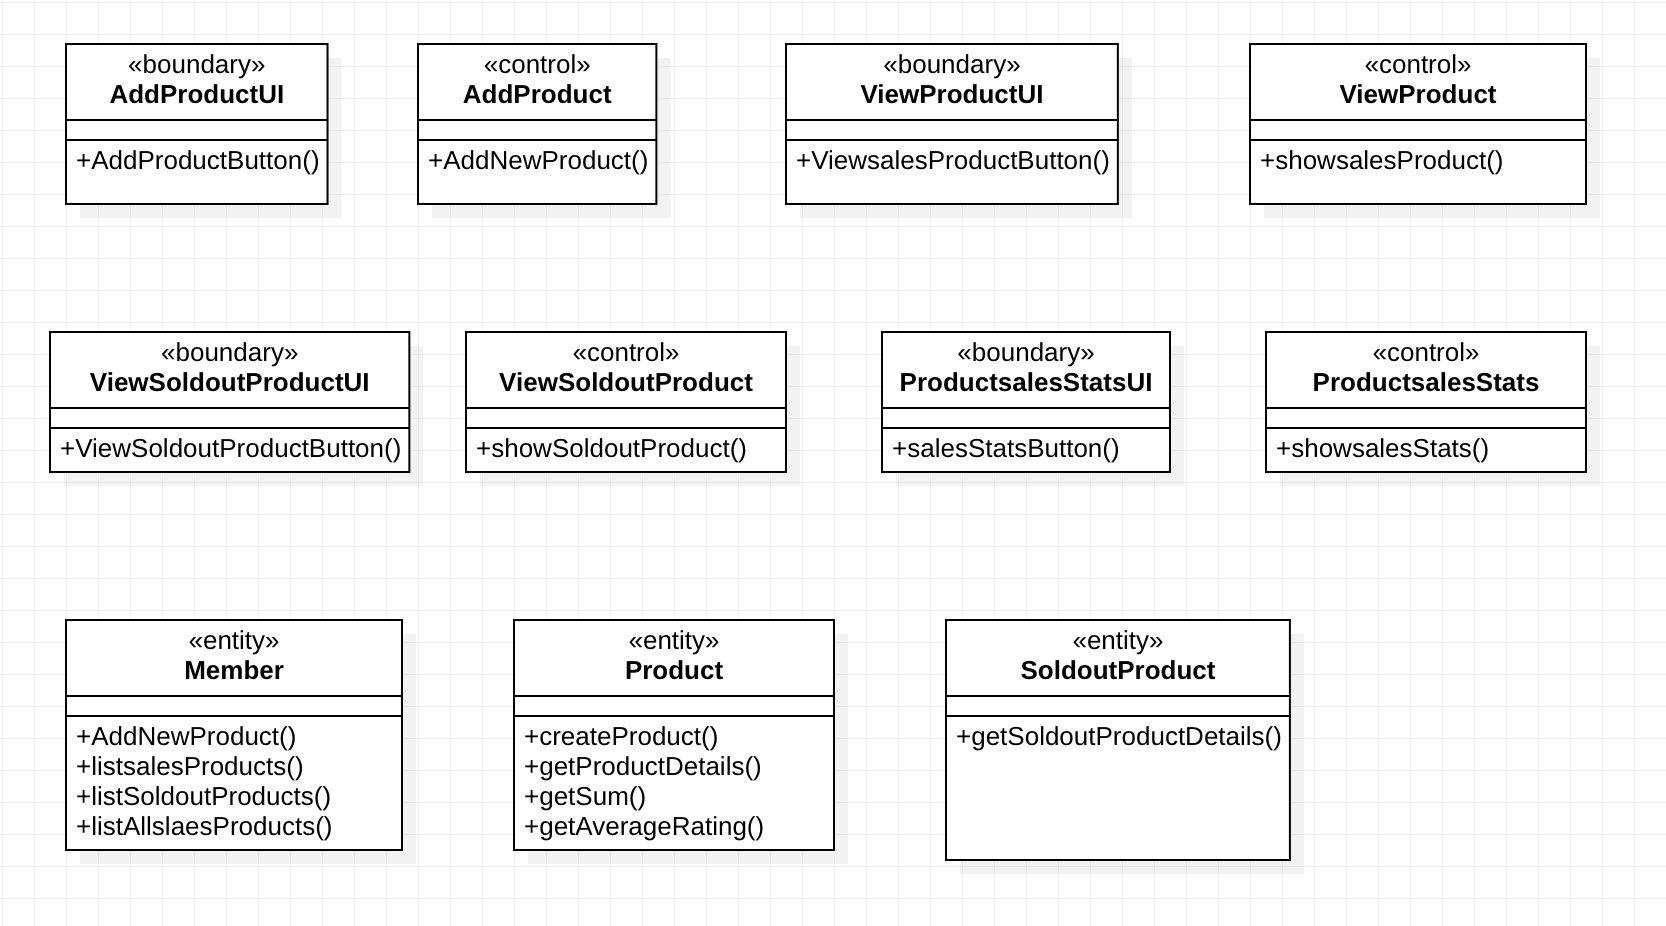 «boundary»
AddProductUI
+AddProductButton()
«control»
AddProduct
+AddNewProduct()
«boundary»
ViewProductUI
+ViewsalesProductButton()
«control»
ViewProduct
+showsalesProduct()
«boundary»
ViewSoldoutProductUI
+ViewSoldoutProductButton()
«control»
ViewSoldoutProduct
+showSoldoutProduct()
«boundary»
ProductsalesStatsUI
+salesStatsButton()
«control»
ProductsalesStats
+showsalesStats()
«entity»
Member
+AddNewProduct()
+listsalesProducts()
+listSoldoutProducts()
+listAllslaesProducts()
«entity»
Product
+createProduct()
+getProductDetails()
+getSum()
+getAverageRating()
«entity»
SoldoutProduct
+getSoldoutProductDetails()